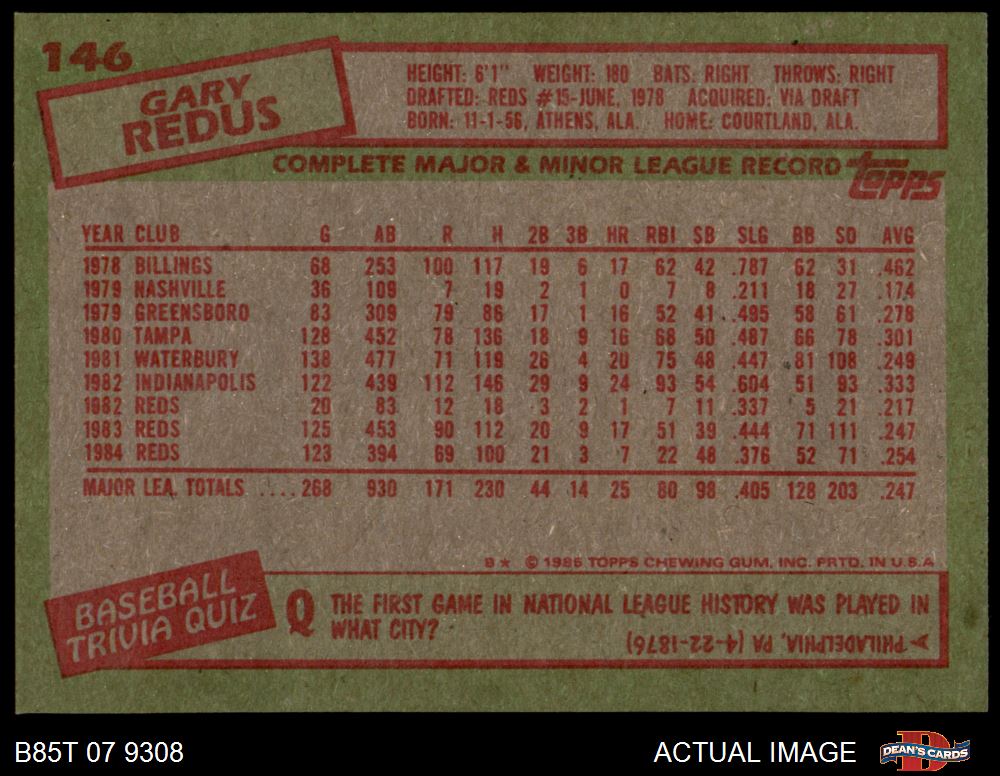 146
GARY
REDUS
HEIGHT: 6'1" WEIGHT: 180 BATS: RIGHT THROWS: RIGHT
DRAFTED: REDS #15-JUNE, 1978 ACQUIRED: VIA DRAFT
BORN: 11-1-56, ATHENS, ALA. HOME: COURTLAND, ALA.
COMPLETE MAJOR & MINOR LEAGUE RECORD
topps
YEAR CLUB G AB R H 2B 3B HR RBI SB SLG BB SO AVG
1978 BILLINGS 68 253 100 117 19 6 17 62 42 .787 62 31 .462
1979 NASHVILLE 36 109 7 19 2 1 0 7 8 .211 18 27 .174
1979 GREENSBORO 83 309 79 86 17 1 16 52 41 .495 58 61 .278
1980 TAMPA 128 452 78 136 18 9 16 68 50 .487 66 78 .301
1981 WATERBURY 138 477 71 119 26 4 20 75 48 .447 81 108 .249
1982 INDIANAPOLIS 122 439 112 146 29 9 24 93 54 .604 51 93 .333
1982 REDS 20 83 12 18 3 2 1 7 11 .337 5 21 .217
1983 REDS 125 453 90 112 20 9 17 51 39 .444 71 111 .247
1984 REDS 123 394 69 100 21 3 7 22 48 .376 52 71 .254
MAJOR LEA. TOTALS .... 268 930 171 230 44 14 25 80 98 .405 128 203 .247
B★ © 1985 TOPPS CHEWING GUM, INC. PRTD. IN U.S.A.
BASEBALL
TRIVIA QUIZ
Q THE FIRST GAME IN NATIONAL LEAGUE HISTORY WAS PLAYED IN
WHAT CITY?
PHILADELPHIA, PA (4-22-1876)
B85T 07 9308
ACTUAL IMAGE
D
DEAN'S CARDS